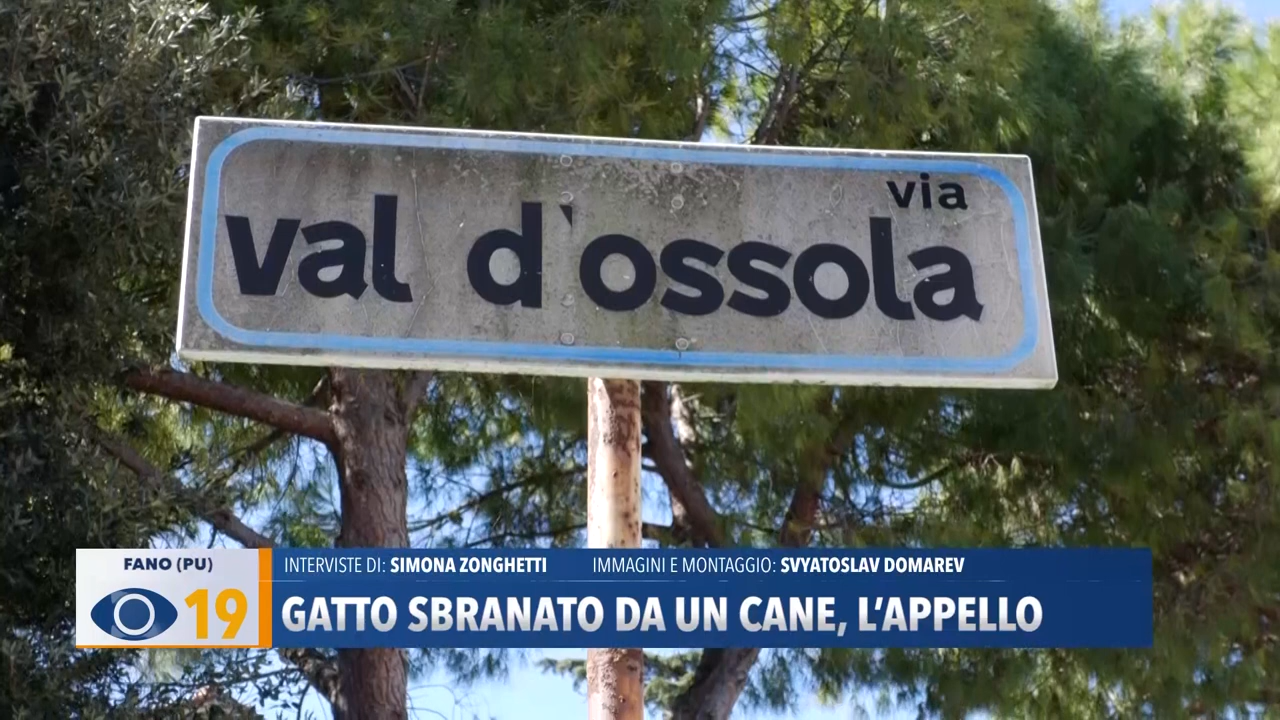 via
val d'ossola
FANO (PU)
19
INTERVISTE DI: SIMONA ZONGHETTI IMMAGINI E MONTAGGIO: SVYATOSLAV DOMAREV
GATTO SBRANATO DA UN CANE, L'APPELLO